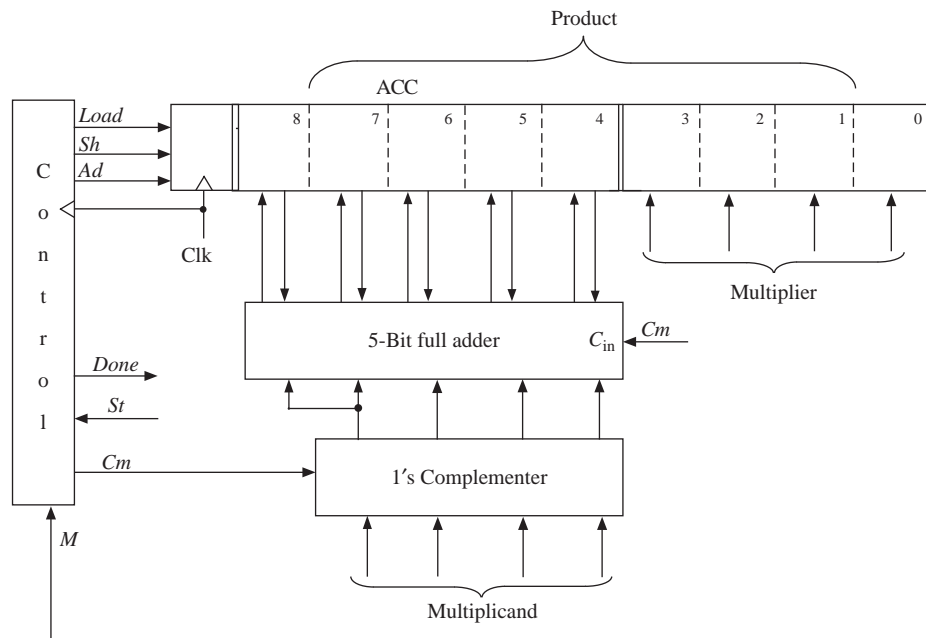 Product
ACC
Load
Sh
Ad
8 7 6 5 4 3 2 1 0
Control
Clk
Multiplier
5-Bit full adder
Cin
Cm
Done
St
Cm
1′s Complementer
M
Multiplicand